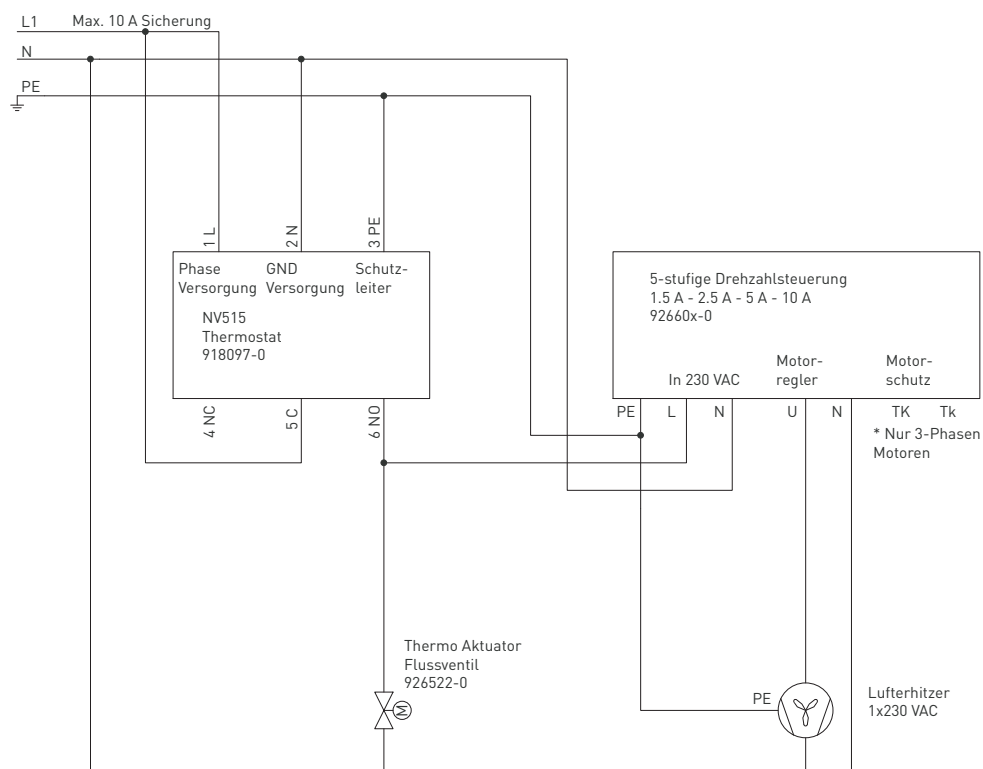 L1 Max. 10 A Sicherung
N
PE
1 L
2 N
3 PE
Phase
Versorgung
GND
Versorgung
Schutz-
leiter
NV515
Thermostat
918097-0
4 NC
5 C
6 NO
5-stufige Drehzahlsteuerung
1.5 A - 2.5 A - 5 A - 10 A
92660x-0
In 230 VAC
Motor-
regler
Motor-
schutz
PE L N U N TK Tk
* Nur 3-Phasen
Motoren
Thermo Aktuator
Flussventil
926522-0
M
PE
Lufterhitzer
1x230 VAC